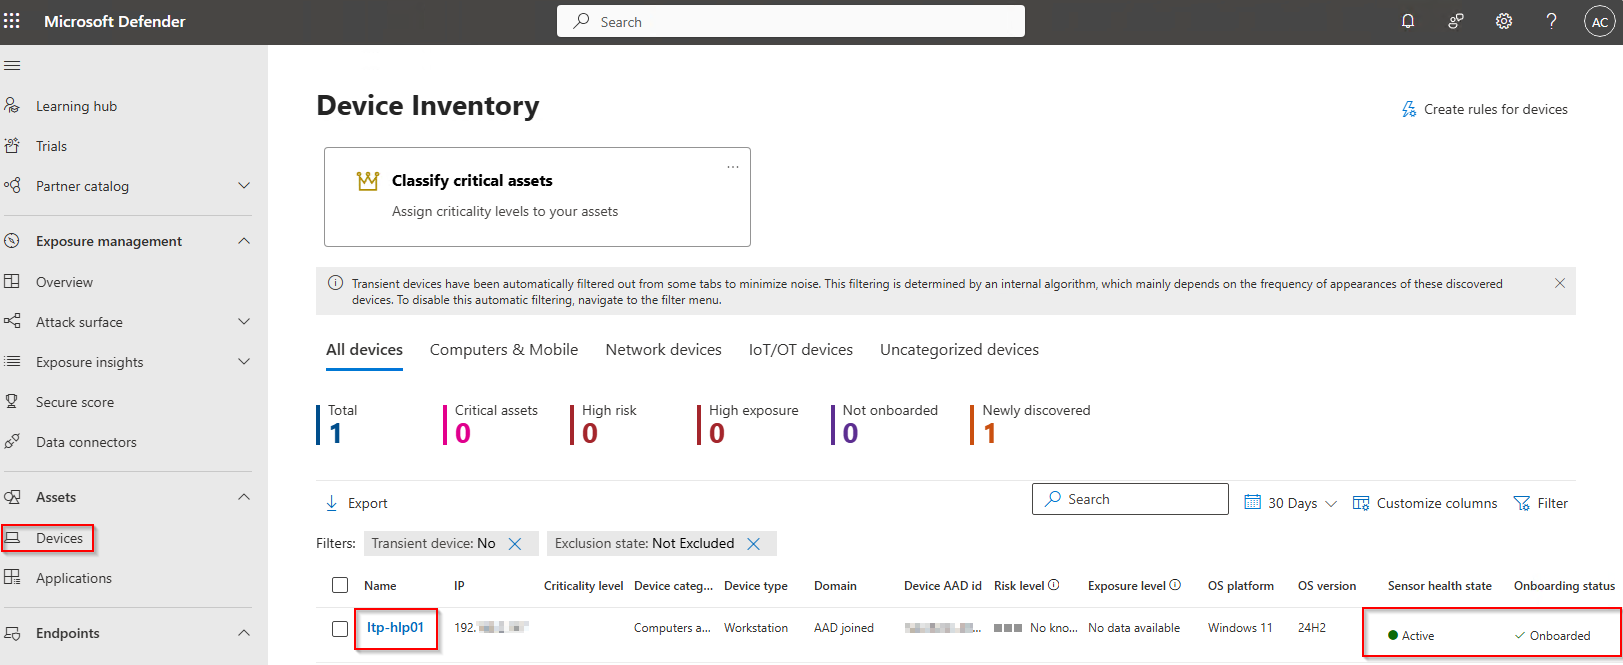 Microsoft Defender
Search
AC
Learning hub
Trials
Partner catalog
Exposure management
Overview
Attack surface
Exposure insights
Secure score
Data connectors
Assets
Devices
Applications
Endpoints
Device Inventory
Create rules for devices
Classify critical assets
Assign criticality levels to your assets
Transient devices have been automatically filtered out from some tabs to minimize noise. This filtering is determined by an internal algorithm, which mainly depends on the frequency of appearances of these discovered
devices. To disable this automatic filtering, navigate to the filter menu.
All devices Computers & Mobile Network devices IoT/OT devices Uncategorized devices
Total Critical assets High risk High exposure Not onboarded Newly discovered
1 0 0 0 0 1
Export Search 30 Days Customize columns Filter
Filters: Transient device: No Exclusion state: Not Excluded
Name IP Criticality level Device categ... Device type Domain Device AAD id Risk level Exposure level OS platform OS version Sensor health state Onboarding status
ltp-hlp01 192. Computers a... Workstation AAD joined ... No kno... No data available Windows 11 24H2 Active Onboarded